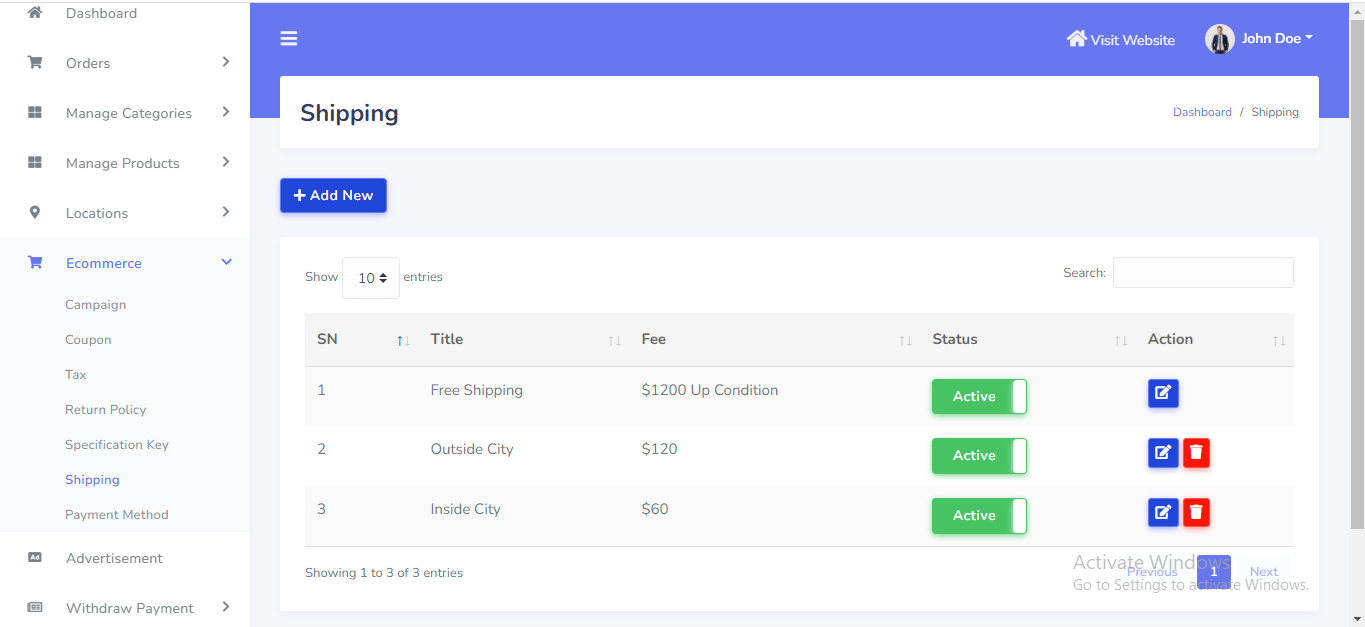 Dashboard
Orders
Manage Categories
Manage Products
Locations
Ecommerce
Campaign
Coupon
Tax
Return Policy
Specification Key
Shipping
Payment Method
Advertisement
Withdraw Payment
Visit Website
John Doe
Shipping
Dashboard / Shipping
+ Add New
Show 10 entries
Search:
SN Title Fee Status Action
1 Free Shipping $1200 Up Condition Active
2 Outside City $120 Active
3 Inside City $60 Active
Showing 1 to 3 of 3 entries
Previous 1 Next
Activate Windows
Go to Settings to activate Windows.
Ad